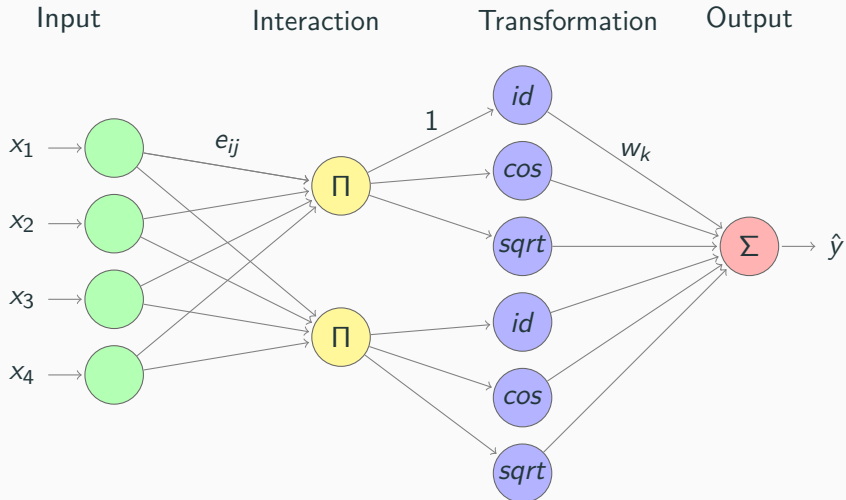 Input Interaction Transformation Output
x₁
x₂
x₃
x₄
e_ij
Π
Π
1
id
cos
sqrt
id
cos
sqrt
w_k
Σ
ŷ